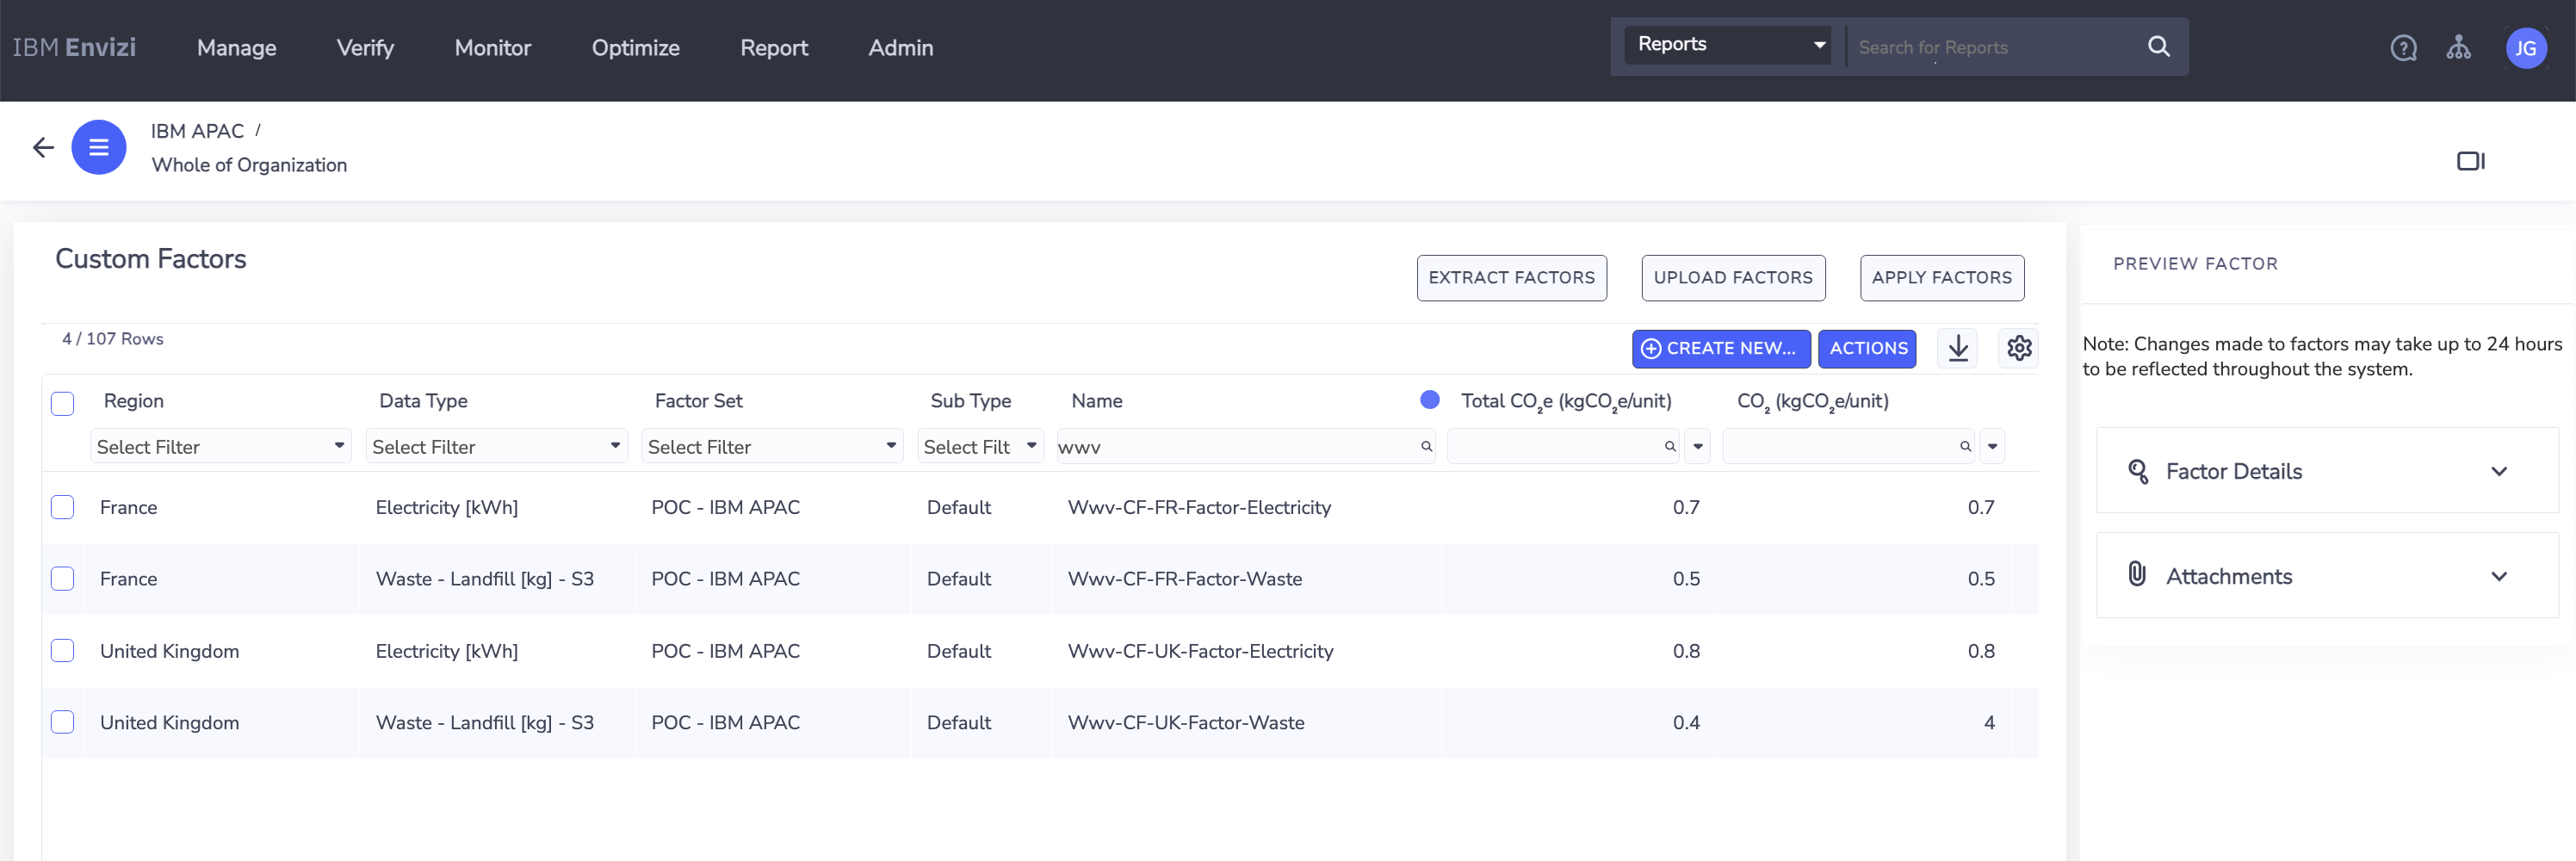 IBM Envizi Manage Verify Monitor Optimize Report Admin Reports Search for Reports JG
IBM APAC /
Whole of Organization
Custom Factors
EXTRACT FACTORS UPLOAD FACTORS APPLY FACTORS
4 / 107 Rows
CREATE NEW... ACTIONS
Region Data Type Factor Set Sub Type Name Total CO₂e (kgCO₂e/unit) CO₂ (kgCO₂e/unit)
Select Filter Select Filter Select Filter Select Filt wwv
France Electricity [kWh] POC - IBM APAC Default Wwv-CF-FR-Factor-Electricity 0.7 0.7
France Waste - Landfill [kg] - S3 POC - IBM APAC Default Wwv-CF-FR-Factor-Waste 0.5 0.5
United Kingdom Electricity [kWh] POC - IBM APAC Default Wwv-CF-UK-Factor-Electricity 0.8 0.8
United Kingdom Waste - Landfill [kg] - S3 POC - IBM APAC Default Wwv-CF-UK-Factor-Waste 0.4 4
PREVIEW FACTOR
Note: Changes made to factors may take up to 24 hours
to be reflected throughout the system.
Factor Details
Attachments